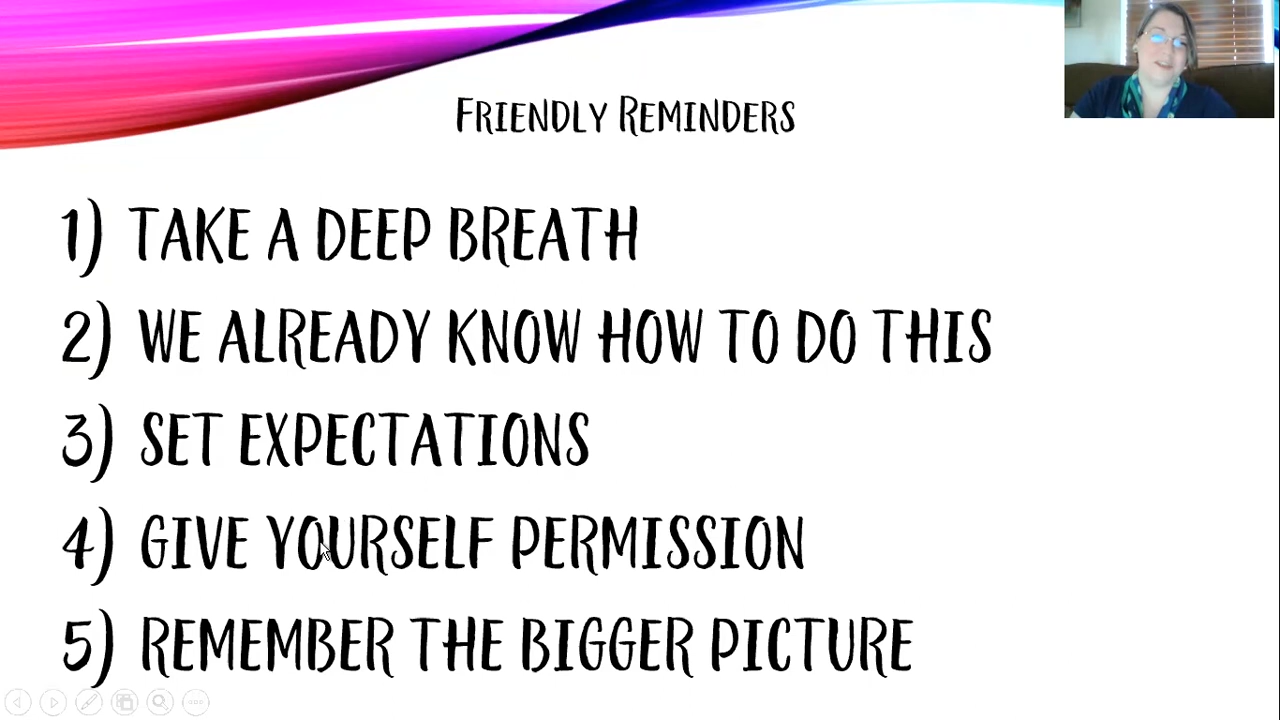 Friendly Reminders
1) TAKE A DEEP BREATH
2) WE ALREADY KNOW HOW TO DO THIS
3) SET EXPECTATIONS
4) GIVE YOURSELF PERMISSION
5) REMEMBER THE BIGGER PICTURE